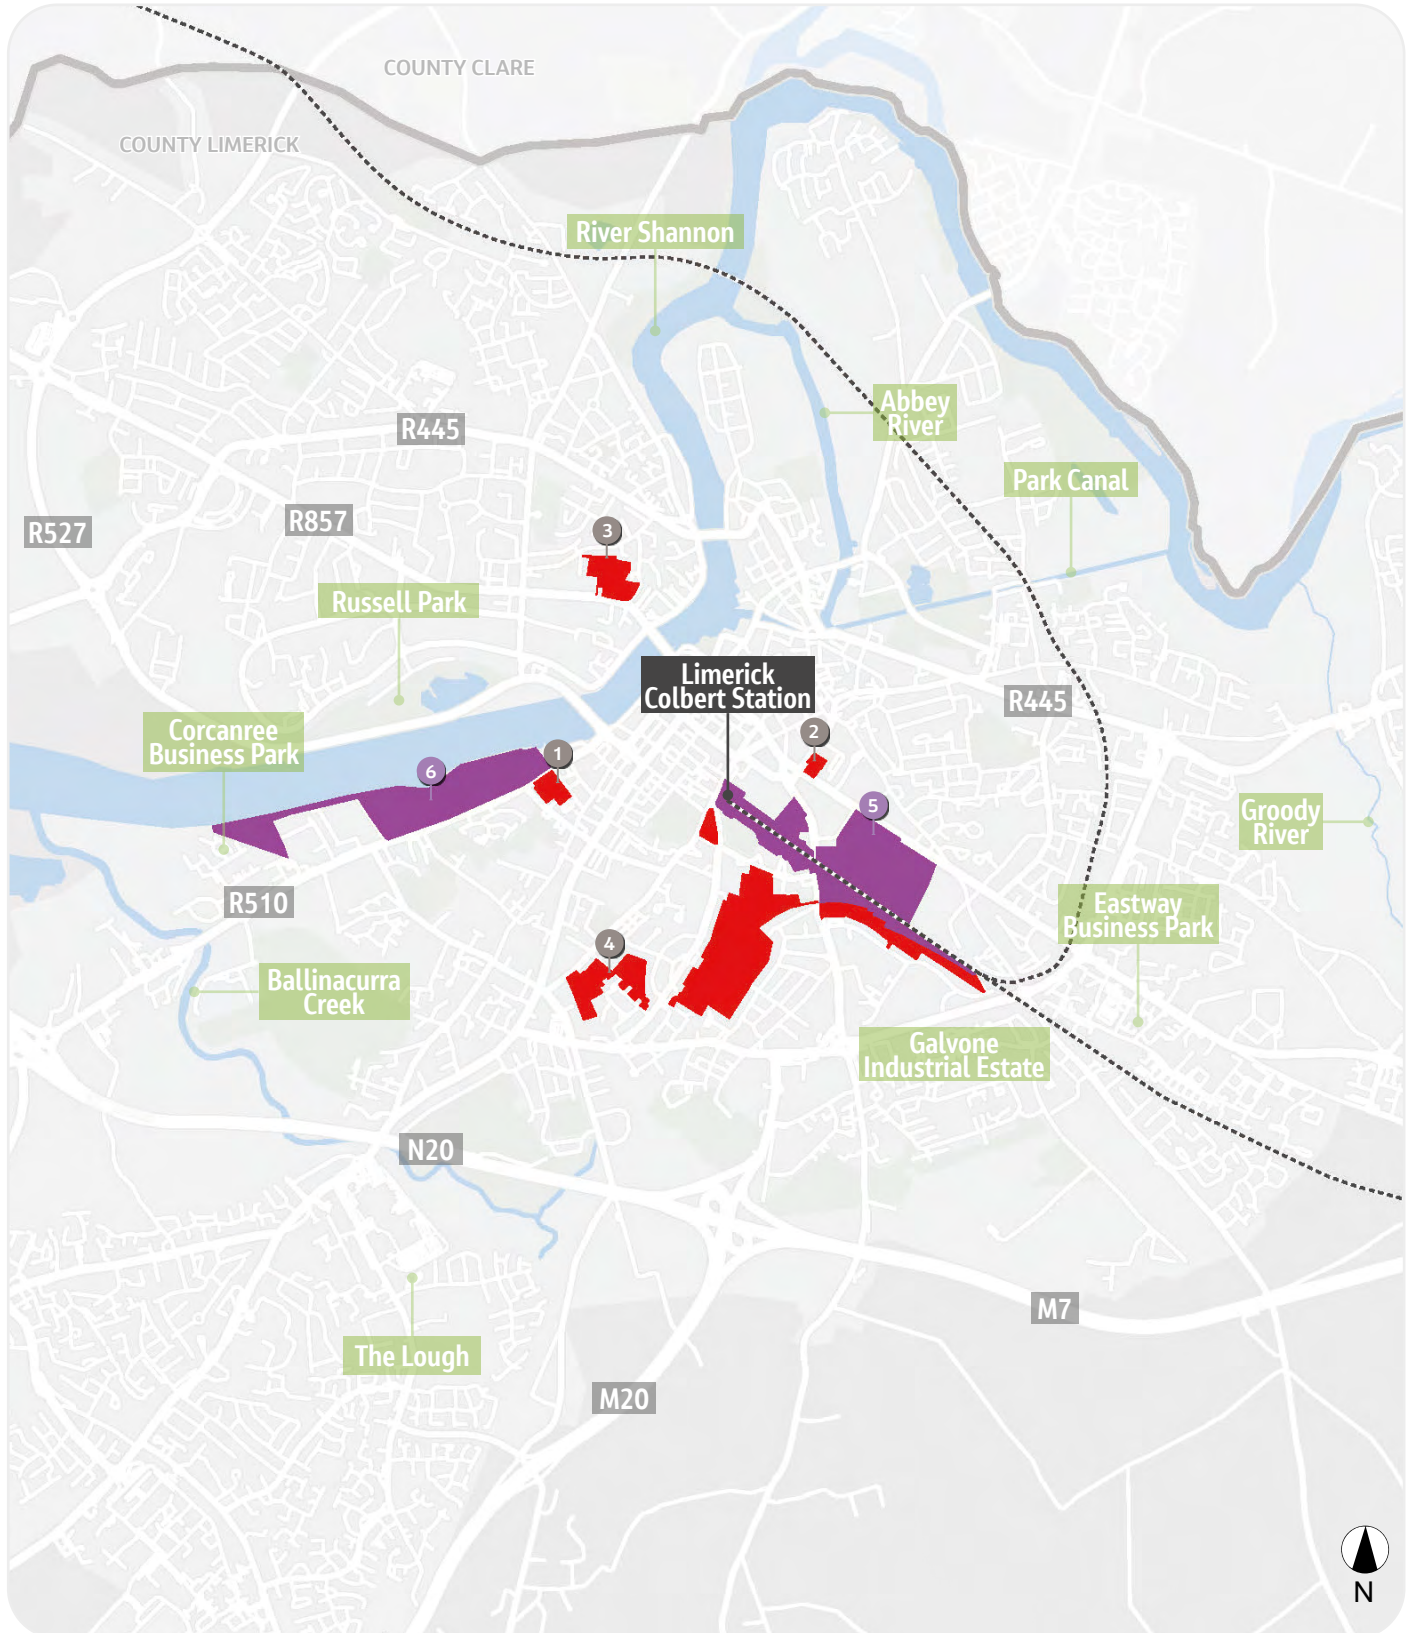 COUNTY CLARE
COUNTY LIMERICK
River Shannon
Abbey
River
R445
Park Canal
R857
R527
3
Russell Park
Limerick
Colbert Station
R445
Corcanree
Business Park
2
1
6
5
Groody
River
R510
Eastway
Business Park
4
Ballinacurra
Creek
Galvone
Industrial Estate
N20
M7
The Lough
M20
N